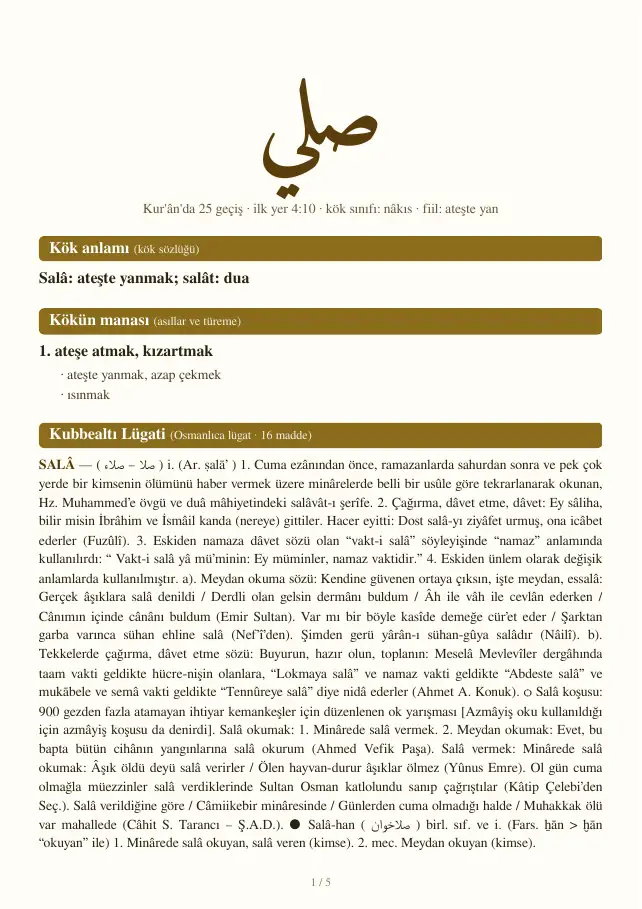 صلي
Kur'ân'da 25 geçiş · ilk yer 4:10 · kök sınıfı: nâkıs · fiil: ateşte yan
Kök anlamı (kök sözlüğü)
Salâ: ateşte yanmak; salât: dua
Kökün manası (asıllar ve türeme)
1. ateşe atmak, kızartmak
· ateşte yanmak, azap çekmek
· ısınmak
Kubbealtı Lügati (Osmanlıca lügat · 16 madde)
SALÂ — ( صلا – صلاه ) i. (Ar. ṣalā’ ) 1. Cuma ezânından önce, ramazanlarda sahurdan sonra ve pek çok
yerde bir kimsenin ölümünü haber vermek üzere minârelerde belli bir usûle göre tekrarlanarak okunan,
Hz. Muhammed’e övgü ve duâ mâhiyetindeki salâvât-ı şerîfe. 2. Çağırma, dâvet etme, dâvet: Ey sâliha,
bilir misin İbrâhim ve İsmâil kanda (nereye) gittiler. Hacer eyitti: Dost salâ-yı ziyâfet urmuş, ona icâbet
ederler (Fuzûlî). 3. Eskiden namaza dâvet sözü olan “vakt-i salâ” söyleyişinde “namaz” anlamında
kullanılırdı: “ Vakt-i salâ yâ mü’minin: Ey müminler, namaz vaktidir.” 4. Eskiden ünlem olarak değişik
anlamlarda kullanılmıştır. a). Meydan okuma sözü: Kendine güvenen ortaya çıksın, işte meydan, essalâ:
Gerçek âşıklara salâ denildi / Derdli olan gelsin dermânı buldum / Âh ile vâh ile cevlân ederken /
Cânımın içinde cânânı buldum (Emir Sultan). Var mı bir böyle kasîde demeğe cür’et eder / Şarktan
garba varınca sühan ehline salâ (Nef’î’den). Şimden gerü yârân-ı sühan-gûya salâdır (Nâilî). b).
Tekkelerde çağırma, dâvet etme sözü: Buyurun, hazır olun, toplanın: Meselâ Mevlevîler dergâhında
taam vakti geldikte hücre-nişin olanlara, “Lokmaya salâ” ve namaz vakti geldikte “Abdeste salâ” ve
mukābele ve semâ vakti geldikte “Tennûreye salâ” diye nidâ ederler (Ahmet A. Konuk). ○ Salâ koşusu:
900 gezden fazla atamayan ihtiyar kemankeşler için düzenlenen ok yarışması [Azmâyiş oku kullanıldığı
için azmâyiş koşusu da denirdi]. Salâ okumak: 1. Minârede salâ vermek. 2. Meydan okumak: Evet, bu
bapta bütün cihânın yangınlarına salâ okurum (Ahmed Vefik Paşa). Salâ vermek: Minârede salâ
okumak: Âşık öldü deyü salâ verirler / Ölen hayvan-durur âşıklar ölmez (Yûnus Emre). Ol gün cuma
olmağla müezzinler salâ verdiklerinde Sultan Osman katlolundu sanıp çağrıştılar (Kâtip Çelebi’den
Seç.). Salâ verildiğine göre / Câmiikebir minâresinde / Günlerden cuma olmadığı halde / Muhakkak ölü
var mahallede (Câhit S. Tarancı – Ş.A.D.). ● Salâ-han ( صلاخوان ) birl. sıf. ve i. (Fars. ḫān > ḫān
“okuyan” ile) 1. Minârede salâ okuyan, salâ veren (kimse). 2. mec. Meydan okuyan (kimse).
1 / 5